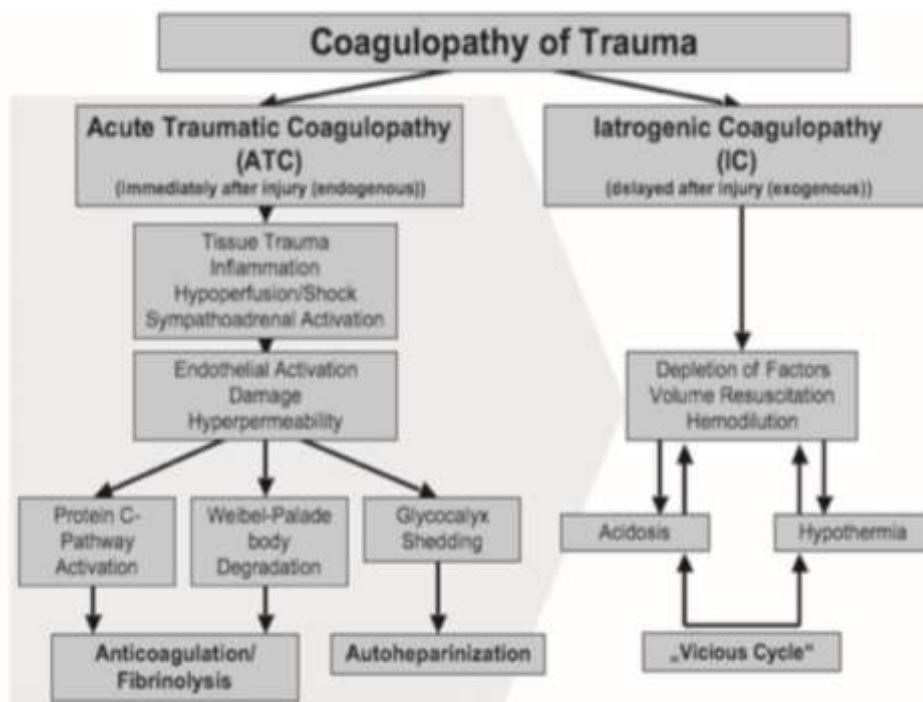 Coagulopathy of Trauma
Acute Traumatic Coagulopathy
(ATC)
(Immediately after injury (endogenous))
Iatrogenic Coagulopathy
(IC)
(delayed after injury (exogenous))
Tissue Trauma
Inflammation
Hypoperfusion/Shock
Sympathoadrenal Activation
Endothelial Activation
Damage
Hyperpermeability
Depletion of Factors
Volume Resuscitation
Hemodilution
Protein C-
Pathway
Activation
Weibel-Palade
body
Degradation
Glycocalyx
Shedding
Acidosis
Hypothermia
Anticoagulation/
Fibrinolysis
Autoheparinization
„Vicious Cycle“